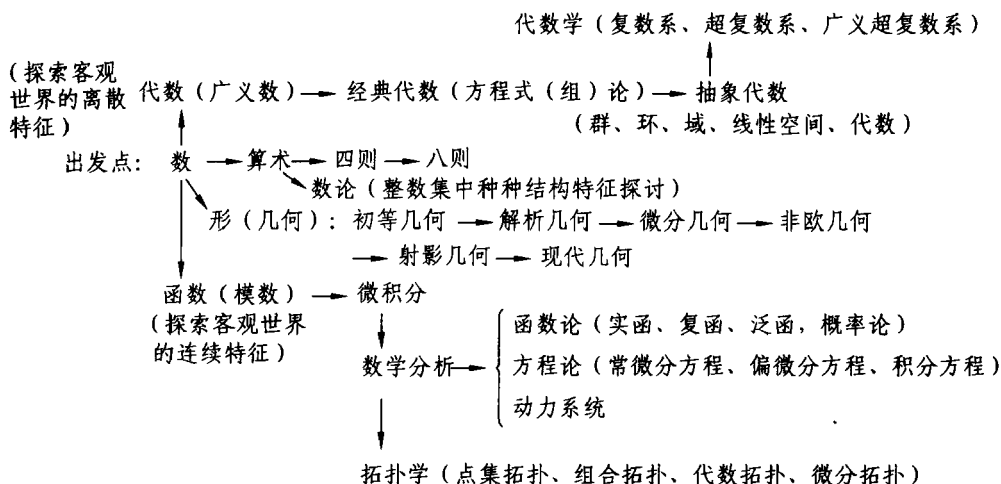 代数学（复数系、超复数系、广义超复数系）
（探索客观
世界的离散
特征）
代数（广义数）→经典代数（方程式（组）论）→抽象代数
（群、环、域、线性空间、代数）
出发点：数→算术→四则→八则
数论（整数集中种种结构特征探讨）
形（几何）：初等几何→解析几何→微分几何→非欧几何
→射影几何→现代几何
函数（模数）→微积分
（探索客观世界
的连续特征）
函数论（实函、复函、泛函，概率论）
数学分析→方程论（常微分方程、偏微分方程、积分方程）
动力系统
拓扑学（点集拓扑、组合拓扑、代数拓扑、微分拓扑）